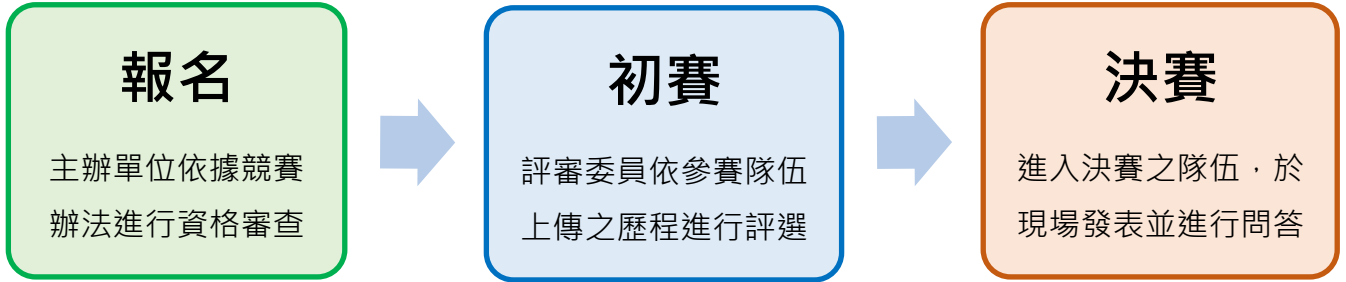 報名
主辦單位依據競賽
辦法進行資格審查
初賽
評審委員依參賽隊伍
上傳之歷程進行評選
決賽
進入決賽之隊伍，於
現場發表並進行問答